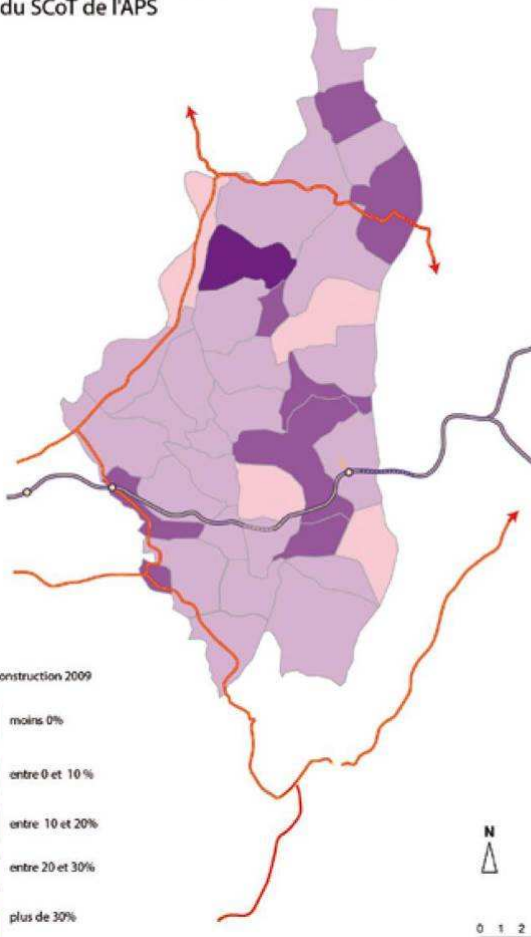 du SCoT de l'APS
onstruction 2009
moins 0%
entre 0 et 10 %
entre 10 et 20%
entre 20 et 30%
plus de 30%
N
0 1 2